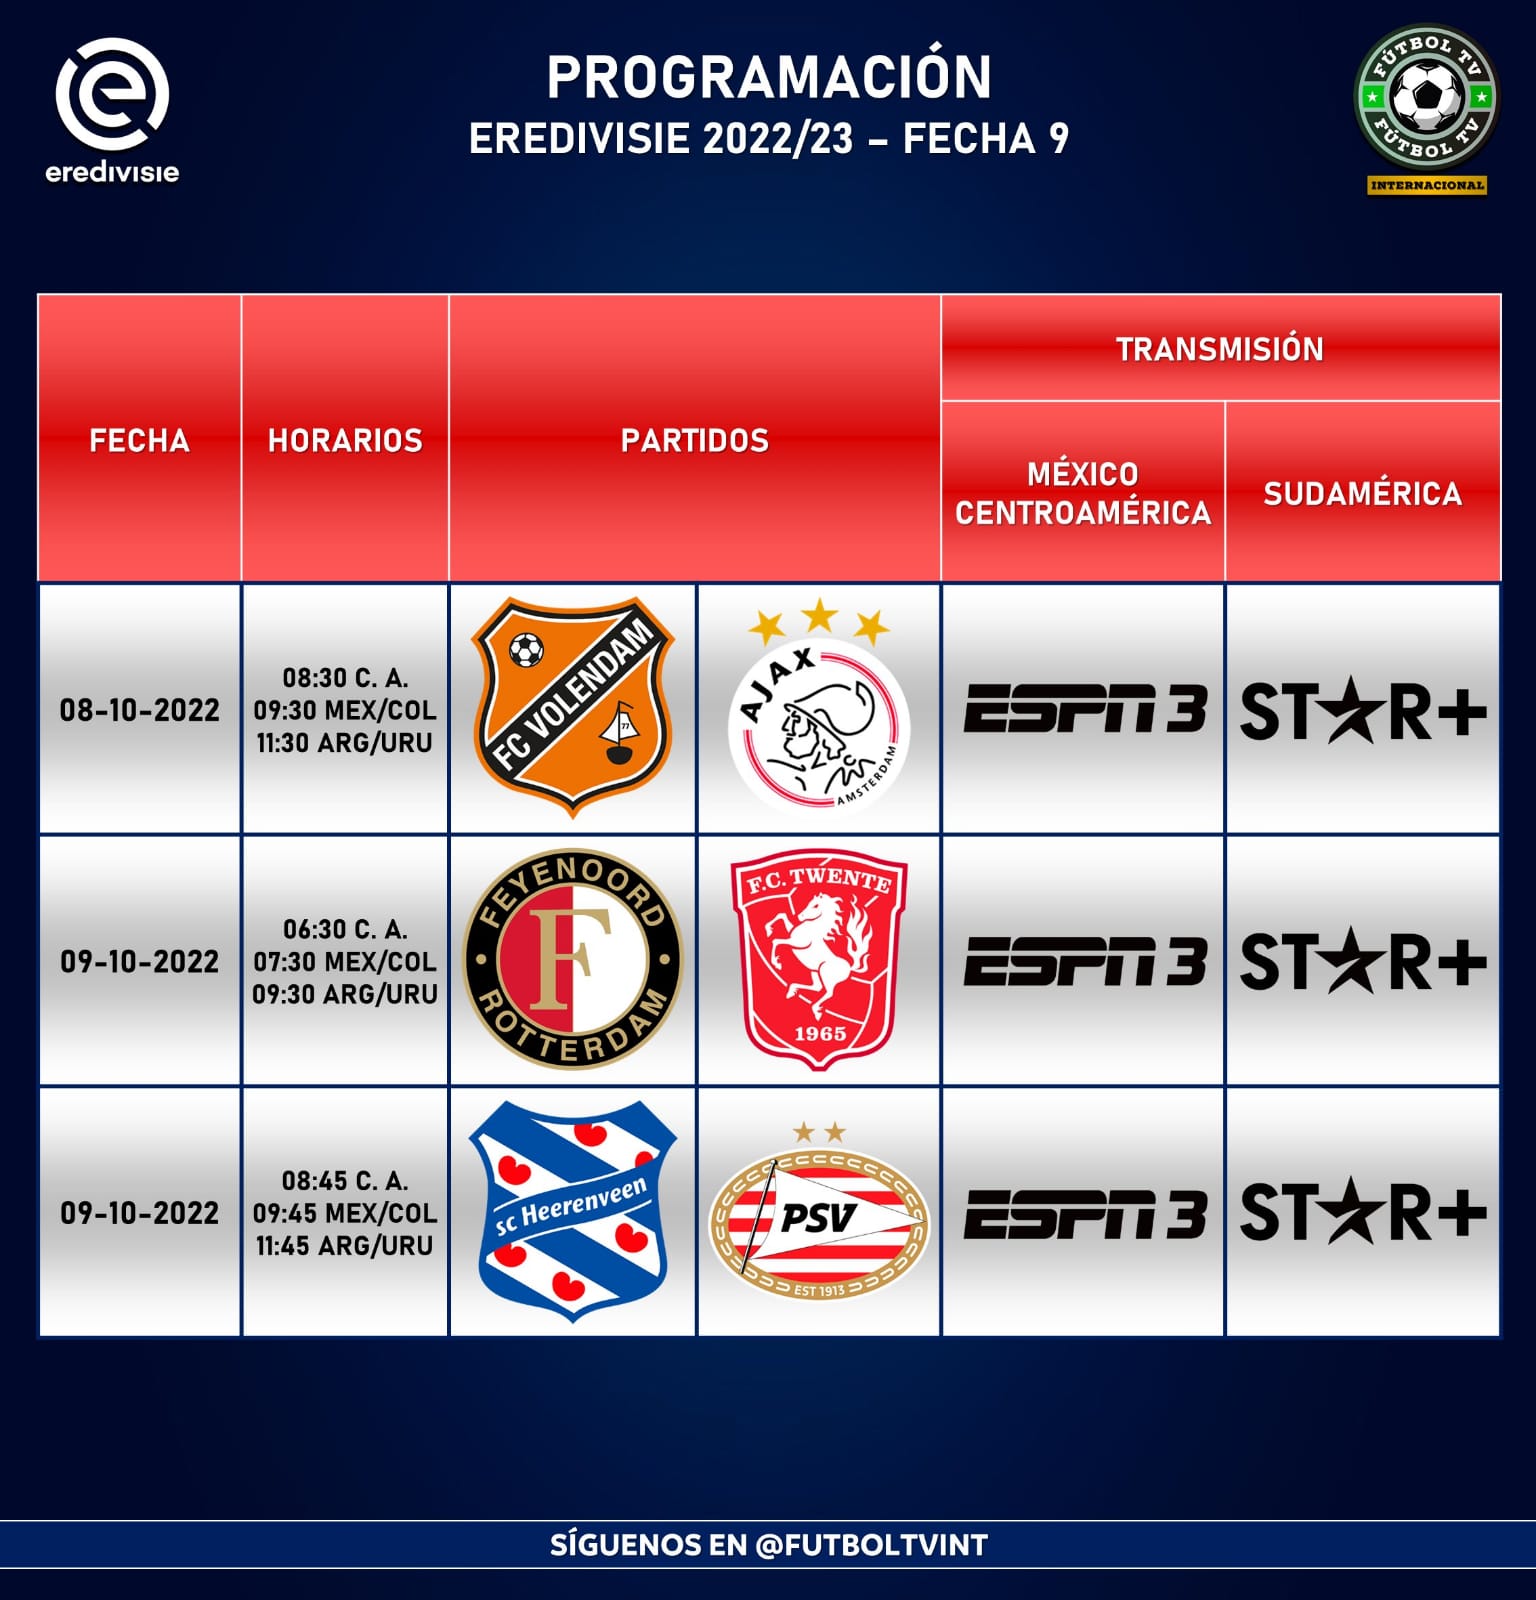 eredivisie
PROGRAMACIÓN
EREDIVISIE 2022/23 – FECHA 9
FÚTBOL TV
FÚTBOL TV
INTERNACIONAL
FECHA
HORARIOS
PARTIDOS
TRANSMISIÓN
MÉXICO
CENTROAMÉRICA
SUDAMÉRICA
08-10-2022
08:30 C. A.
09:30 MEX/COL
11:30 ARG/URU
FC VOLENDAM
77
AJAX
AMSTERDAM
ESPN 3
STAR+
09-10-2022
06:30 C. A.
07:30 MEX/COL
09:30 ARG/URU
FEYENOORD
F
ROTTERDAM
F.C. TWENTE
1965
ESPN 3
STAR+
09-10-2022
08:45 C. A.
09:45 MEX/COL
11:45 ARG/URU
sc Heerenveen
PSV
EST 1913
ESPN 3
STAR+
SÍGUENOS EN @FUTBOLTVINT